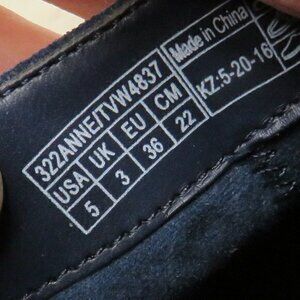 322ANNE/TVW4837
USA UK EU CM
5 3 36 22
Made in China
KZ:5-20-16